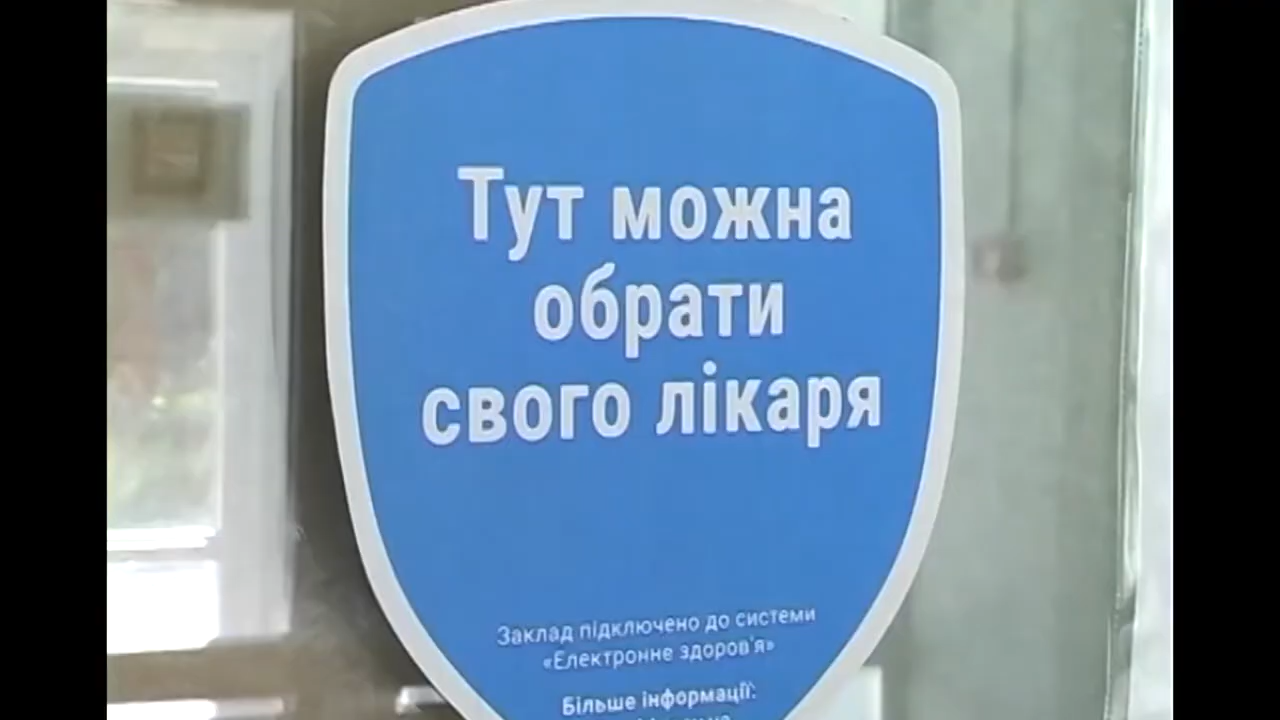 Тут можна
обрати
свого лікаря
Заклад підключено до системи
«Електронне здоров'я»
Більше інформації: